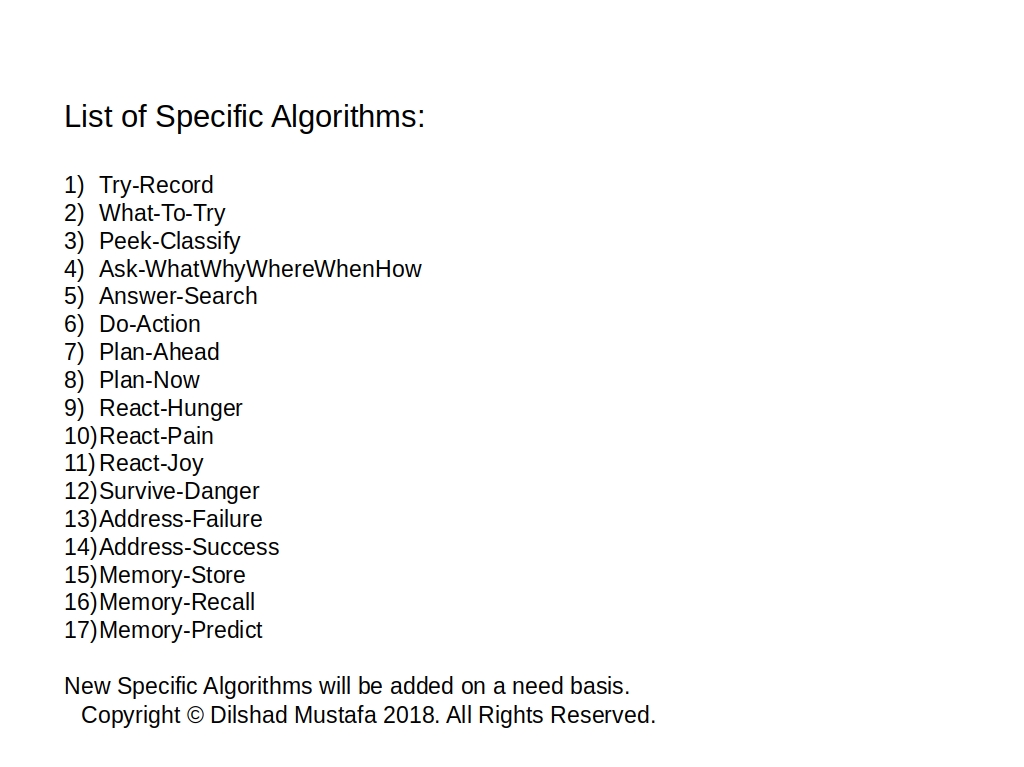 List of Specific Algorithms:
1) Try-Record
2) What-To-Try
3) Peek-Classify
4) Ask-WhatWhyWhereWhenHow
5) Answer-Search
6) Do-Action
7) Plan-Ahead
8) Plan-Now
9) React-Hunger
10)React-Pain
11)React-Joy
12)Survive-Danger
13)Address-Failure
14)Address-Success
15)Memory-Store
16)Memory-Recall
17)Memory-Predict
New Specific Algorithms will be added on a need basis.
Copyright © Dilshad Mustafa 2018. All Rights Reserved.